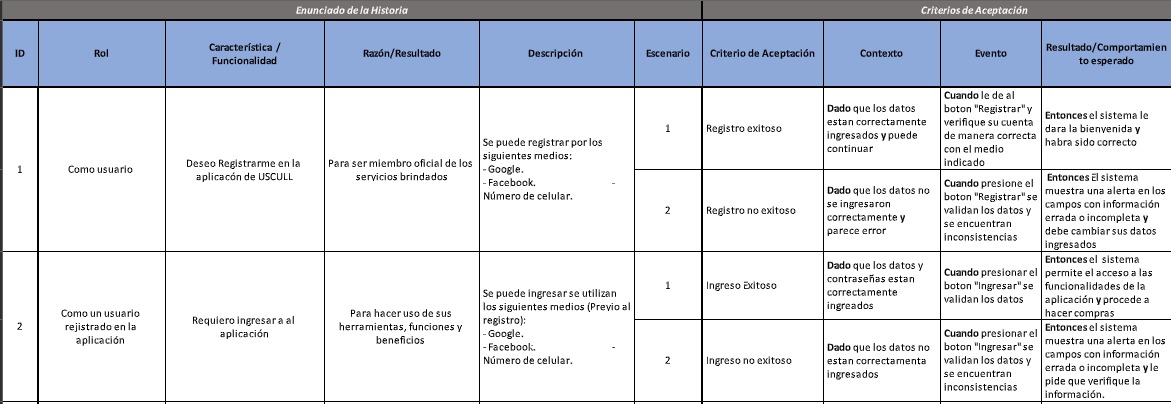 Enunciado de la Historia
Criterios de Aceptación
ID
Rol
Característica /
Funcionalidad
Razón/Resultado
Descripción
Escenario
Criterio de Aceptación
Contexto
Evento
Resultado/Comportamien
to esperado
1
Como usuario
Deseo Registrarme en la
aplicacón de USCULL
Para ser miembro oficial de los
servicios brindados
Se puede registrar por los
siguientes medios:
- Google.
- Facebook. -
Número de celular.
1
Registro exitoso
Dado que los datos
estan correctamente
ingresados y puede
continuar
Cuando le de al
boton "Registrar" y
verifique su cuenta
de manera correcta
con el medio
indicado
Entonces el sistema le
dara la bienvenida y
habra sido correcto
2
Registro no exitoso
Dado que los datos no
se ingresaron
correctamente y
parece error
Cuando presione el
boton "Registrar" se
validan los datos y
se encuentran
inconsistencias
Entonces El sistema
muestra una alerta en los
campos con información
errada o incompleta y
debe cambiar sus datos
ingresados
2
Como un usuario
rejistrado en la
aplicación
Requiero ingresar a al
aplicación
Para hacer uso de sus
herramientas, funciones y
beneficios
Se puede ingresar se utilizan
los siguientes medios (Previo al
registro):
- Google.
- Facebook. -
Número de celular.
1
Ingreso Exitoso
Dado que los datos y
contraseñas estan
correctamente
ingreados
Cuando presionar el
boton "Ingresar" se
validan los datos
Entonces el sistema
permite el acceso a las
funcionalidades de la
aplicación y procede a
hacer compras
2
Ingreso no exitoso
Dado que los datos no
estan correctamenta
ingresados
Cuando presionar el
boton "Ingresar" se
validan los datos y
se encuentran
inconsistencias
Entonces el sistema
muestra una alerta en los
campos con información
errada o incompleta y le
pide que verifique la
información.